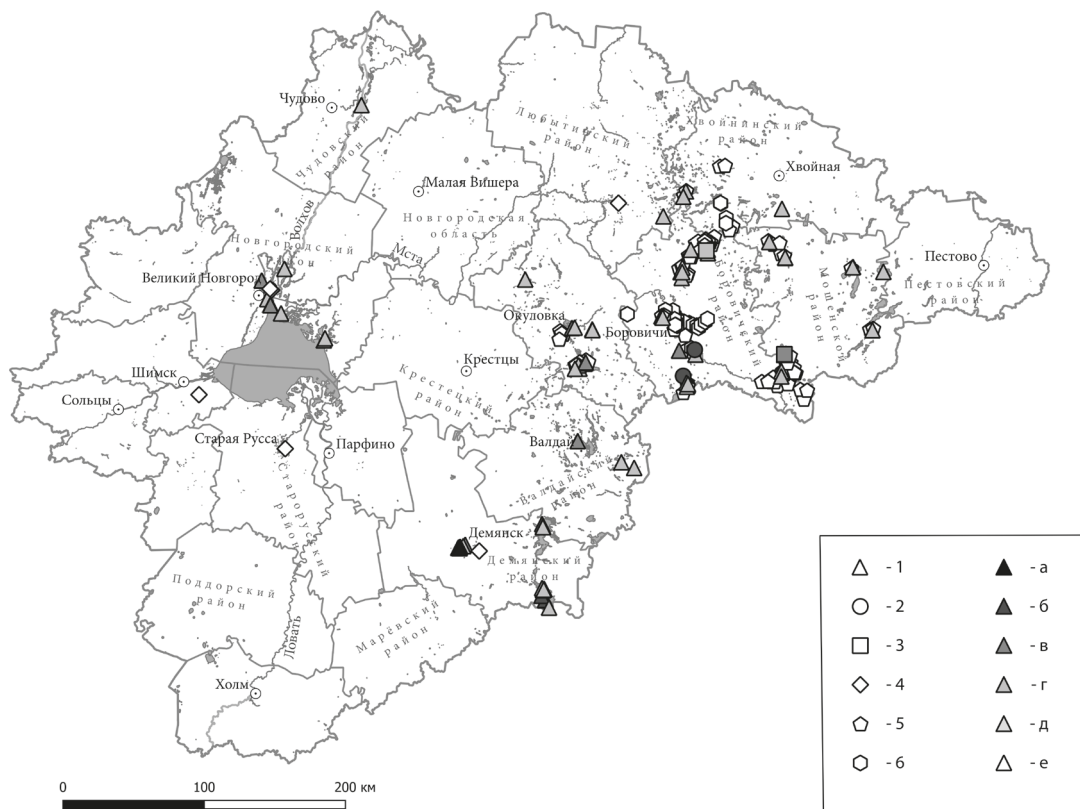 Чудово
Чудовский
район
Любытинский
район
Хвойнинский
район
Хвойная
Малая Вишера
Новгородская
область
Волхов
Новгородский
район
Мста
Великий Новгород
Пестово
Пестовский
район
Мошенской
район
Боровичский
район
Окуловка
Боровичи
Крестцы
Крестецкий
район
Шимск
Сольцы
Старая Русса
Парфино
Старорусский
район
Валдай
Валдайский
район
Демянск
Демянский
район
Поддорский
район
Марёвский
район
Ловать
Холм
0 100 200 км
- 1 - а
- 2 - б
- 3 - в
- 4 - г
- 5 - д
- 6 - е